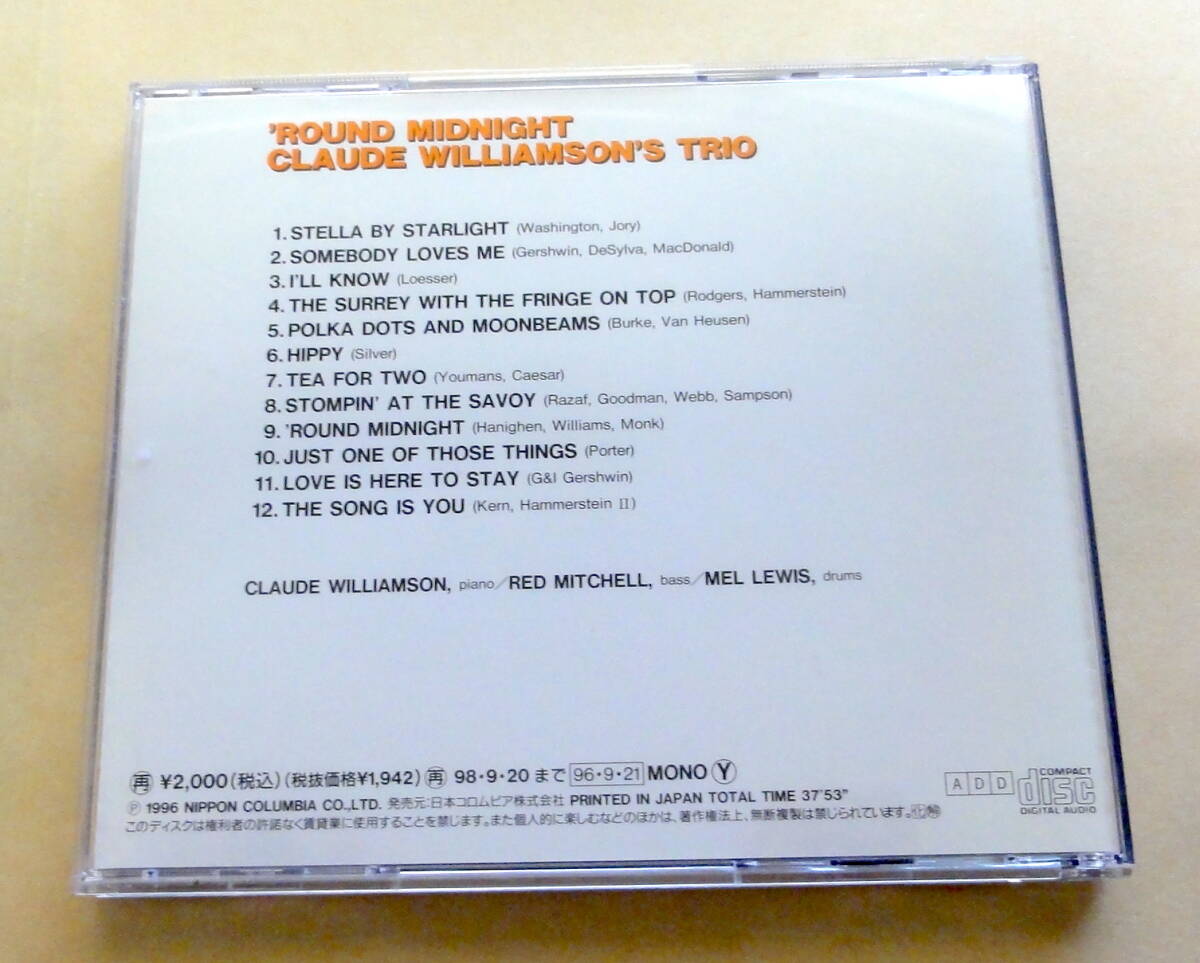 'ROUND MIDNIGHT
CLAUDE WILLIAMSON'S TRIO
1. STELLA BY STARLIGHT (Washington, Jory)
2. SOMEBODY LOVES ME (Gershwin, DeSylva, MacDonald)
3. I'LL KNOW (Loesser)
4. THE SURREY WITH THE FRINGE ON TOP (Rodgers, Hammerstein)
5. POLKA DOTS AND MOONBEAMS (Burke, Van Heusen)
6. HIPPY (Silver)
7. TEA FOR TWO (Youmans, Caesar)
8. STOMPIN' AT THE SAVOY (Razaf, Goodman, Webb, Sampson)
9. 'ROUND MIDNIGHT (Hanighen, Williams, Monk)
10. JUST ONE OF THOSE THINGS (Porter)
11. LOVE IS HERE TO STAY (G&I Gershwin)
12. THE SONG IS YOU (Kern, Hammerstein II)
CLAUDE WILLIAMSON, piano/RED MITCHELL, bass/MEL LEWIS, drums
再 ¥2,000(税込)(税抜価格¥1,942) 再 98・9・20 まで 96・9・21 MONO Y
Ⓟ 1996 NIPPON COLUMBIA CO.,LTD. 発売元:日本コロムビア株式会社 PRINTED IN JAPAN TOTAL TIME 37'53"
このディスクは権利者の許諾なく賃貸業に使用することを禁じます。また個人的に楽しむなどのほかは、著作権法上、無断複製は禁じられています。
A D D
COMPACT
disc
DIGITAL AUDIO